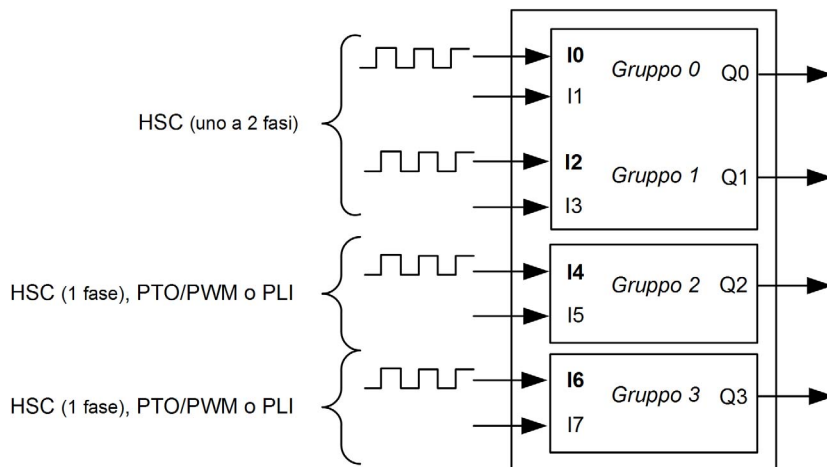 HSC (uno a 2 fasi)
I0
Gruppo 0
Q0
I1
I2
Gruppo 1
Q1
I3
HSC (1 fase), PTO/PWM o PLI
I4
Gruppo 2
Q2
I5
HSC (1 fase), PTO/PWM o PLI
I6
Gruppo 3
Q3
I7